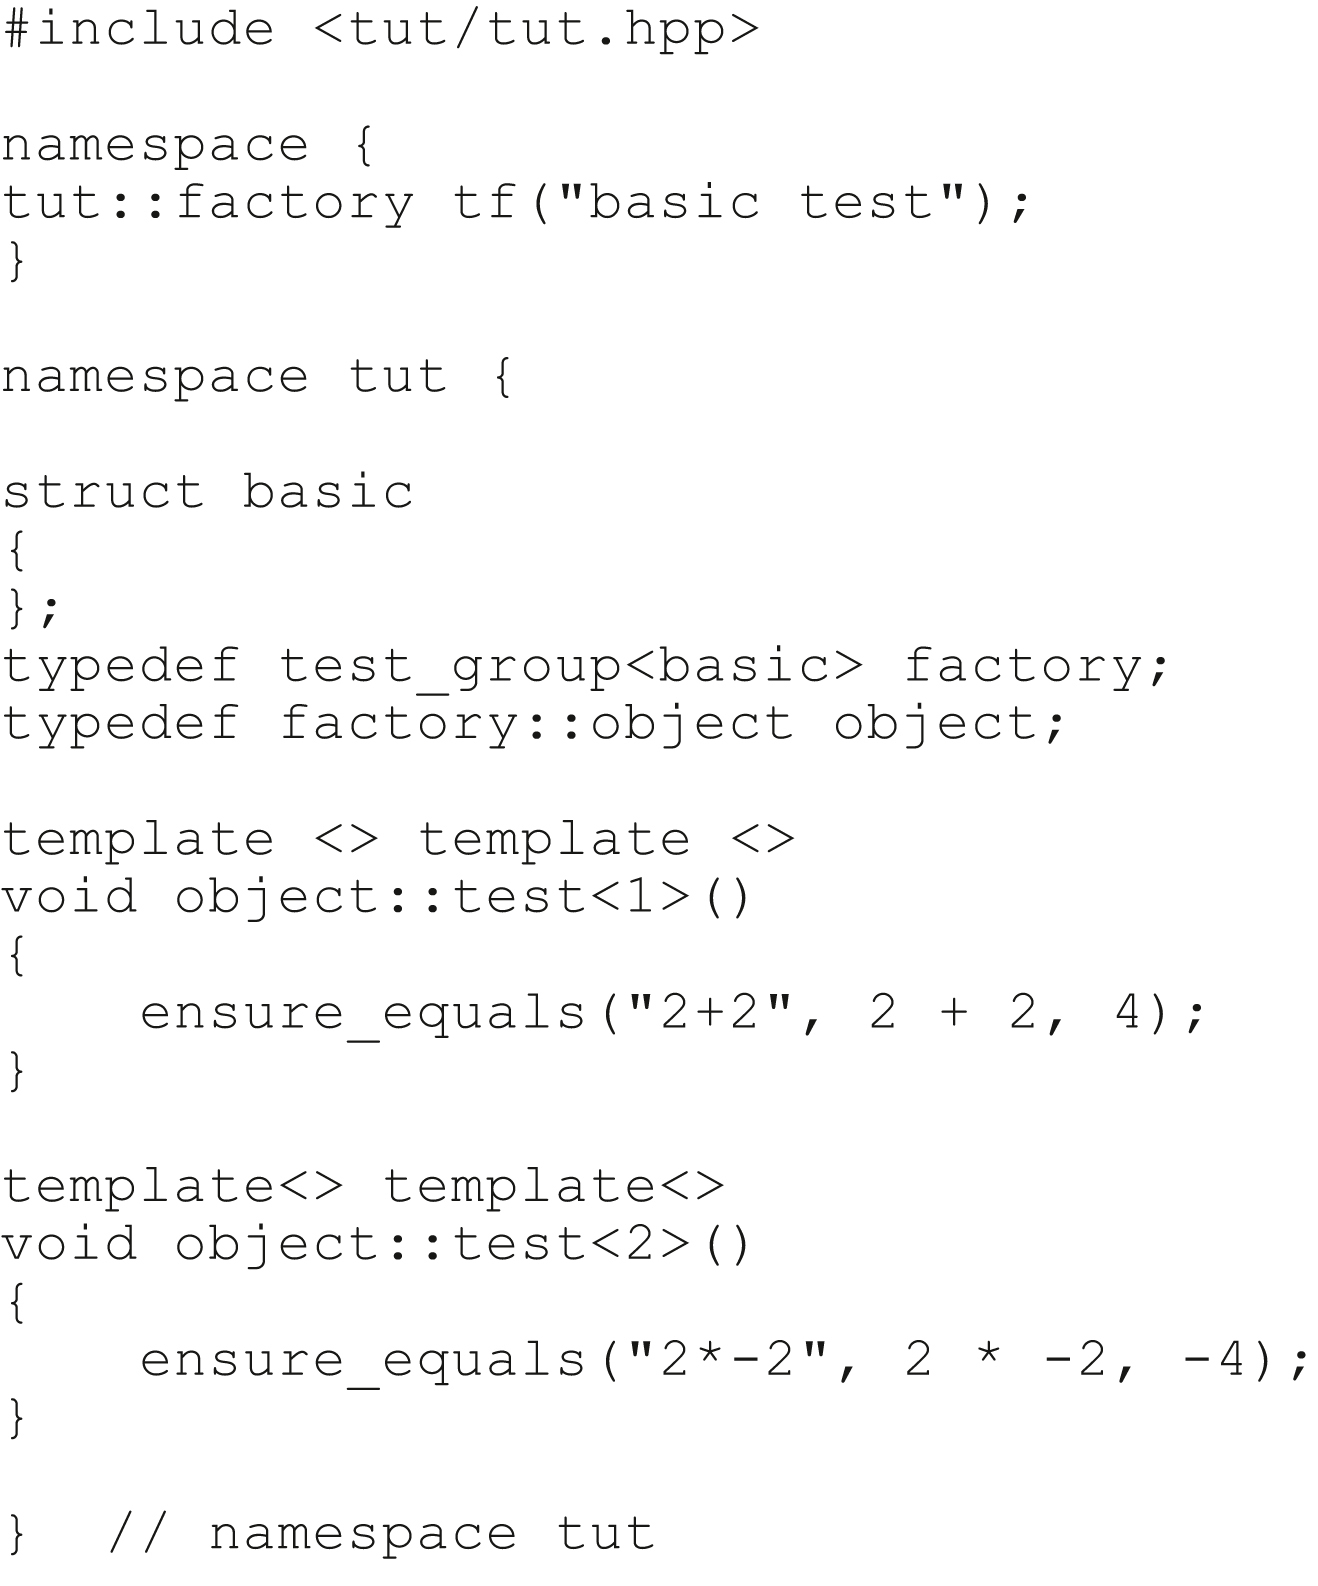 #include <tut/tut.hpp>

namespace {
tut::factory tf("basic test");
}

namespace tut {

struct basic
{
};
typedef test_group<basic> factory;
typedef factory::object object;

template <> template <>
void object::test<1>()
{
    ensure_equals("2+2", 2 + 2, 4);
}

template<> template<>
void object::test<2>()
{
    ensure_equals("2*-2", 2 * -2, -4);
}

}  // namespace tut